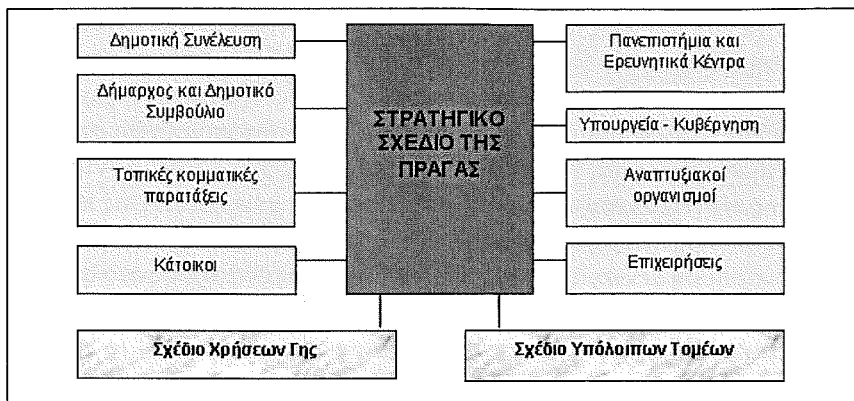 Δημοτική Συνέλευση
Δήμαρχος και Δημοτικό
Συμβούλιο
Τοπικές κομματικές
παρατάξεις
Κάτοικοι
ΣΤΡΑΤΗΓΙΚΟ
ΣΧΕΔΙΟ ΤΗΣ
ΠΡΑΓΑΣ
Πανεπιστήμια και
Ερευνητικά Κέντρα
Υπουργεία - Κυβέρνηση
Αναπτυξιακοί
οργανισμοί
Επιχειρήσεις
Σχέδιο Χρήσεων Γης
Σχέδιο Υπόλοιπων Τομέων